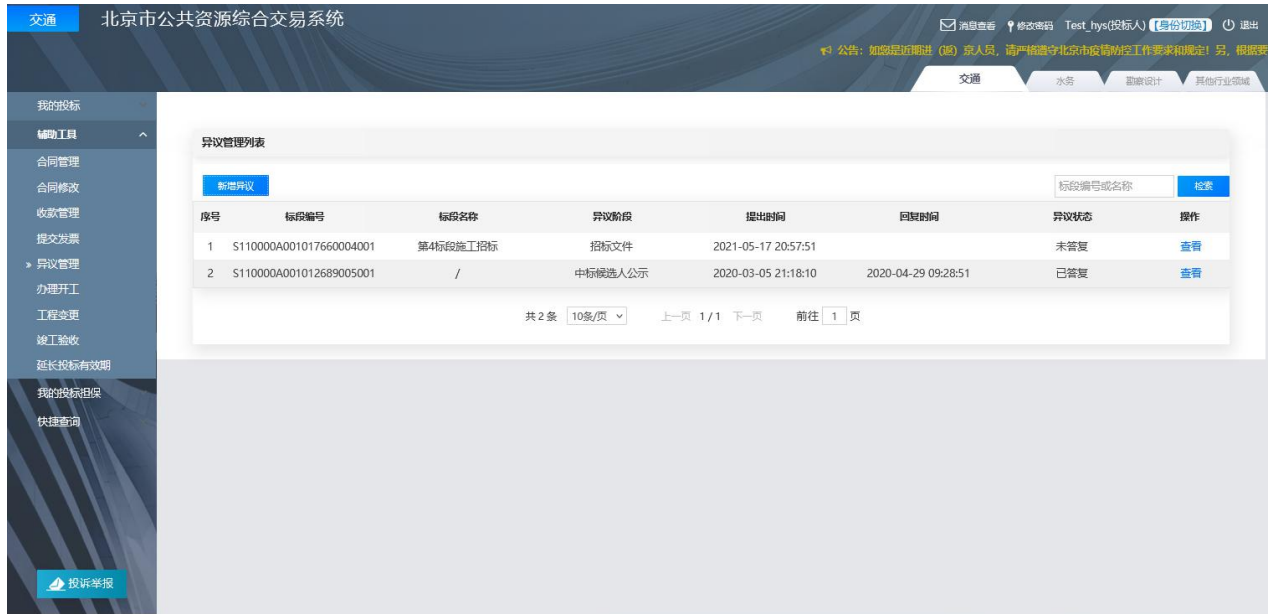 交通 北京市公共资源综合交易系统
消息查看 修改密码 Test_hys(投标人) 【身份切换】 退出
公告：如您是近期进（返）京人员，请严格遵守北京市疫情防控工作要求和规定！另，根据要
交通 水务 勘察设计 其他行业领域
我的投标
辅助工具
合同管理
合同修改
收款管理
提交发票
» 异议管理
办理开工
工程变更
竣工验收
延长投标有效期
我的投标担保
快捷查询
投诉举报
异议管理列表
新增异议 标段编号或名称 检索
序号 标段编号 标段名称 异议阶段 提出时间 回复时间 异议状态 操作
1 S110000A001017660004001 第4标段施工招标 招标文件 2021-05-17 20:57:51 未答复 查看
2 S110000A001012689005001 / 中标候选人公示 2020-03-05 21:18:10 2020-04-29 09:28:51 已答复 查看
共 2 条 10条/页 上一页 1 / 1 下一页 前往 1 页